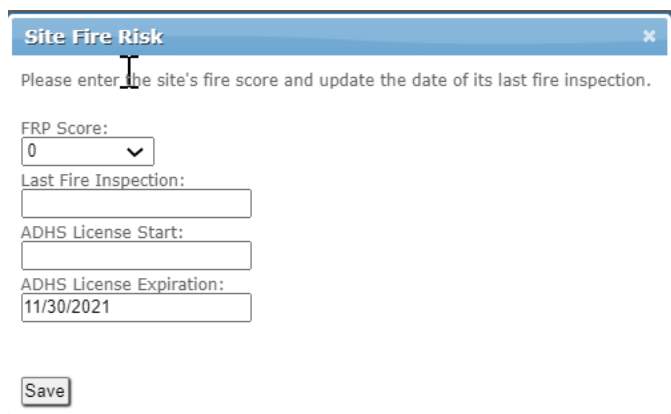 Site Fire Risk
Please enter the site's fire score and update the date of its last fire inspection.
FRP Score:
0
Last Fire Inspection:
ADHS License Start:
ADHS License Expiration:
11/30/2021
Save